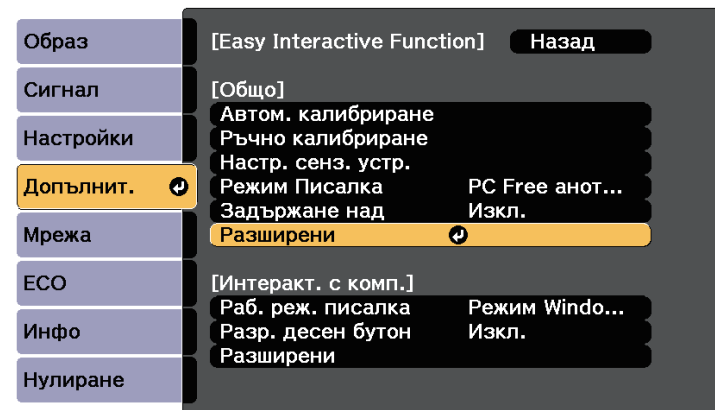 Образ
Сигнал
Настройки
Допълнит.
Мрежа
ECO
Инфо
Нулиране
[Easy Interactive Function] Назад
[Общо]
Автом. калибриране
Ръчно калибриране
Настр. сенз. устр.
Режим Писалка PC Free анот...
Задържане над Изкл.
Разширени
[Интеракт. с комп.]
Раб. реж. писалка Режим Windo...
Разр. десен бутон Изкл.
Разширени